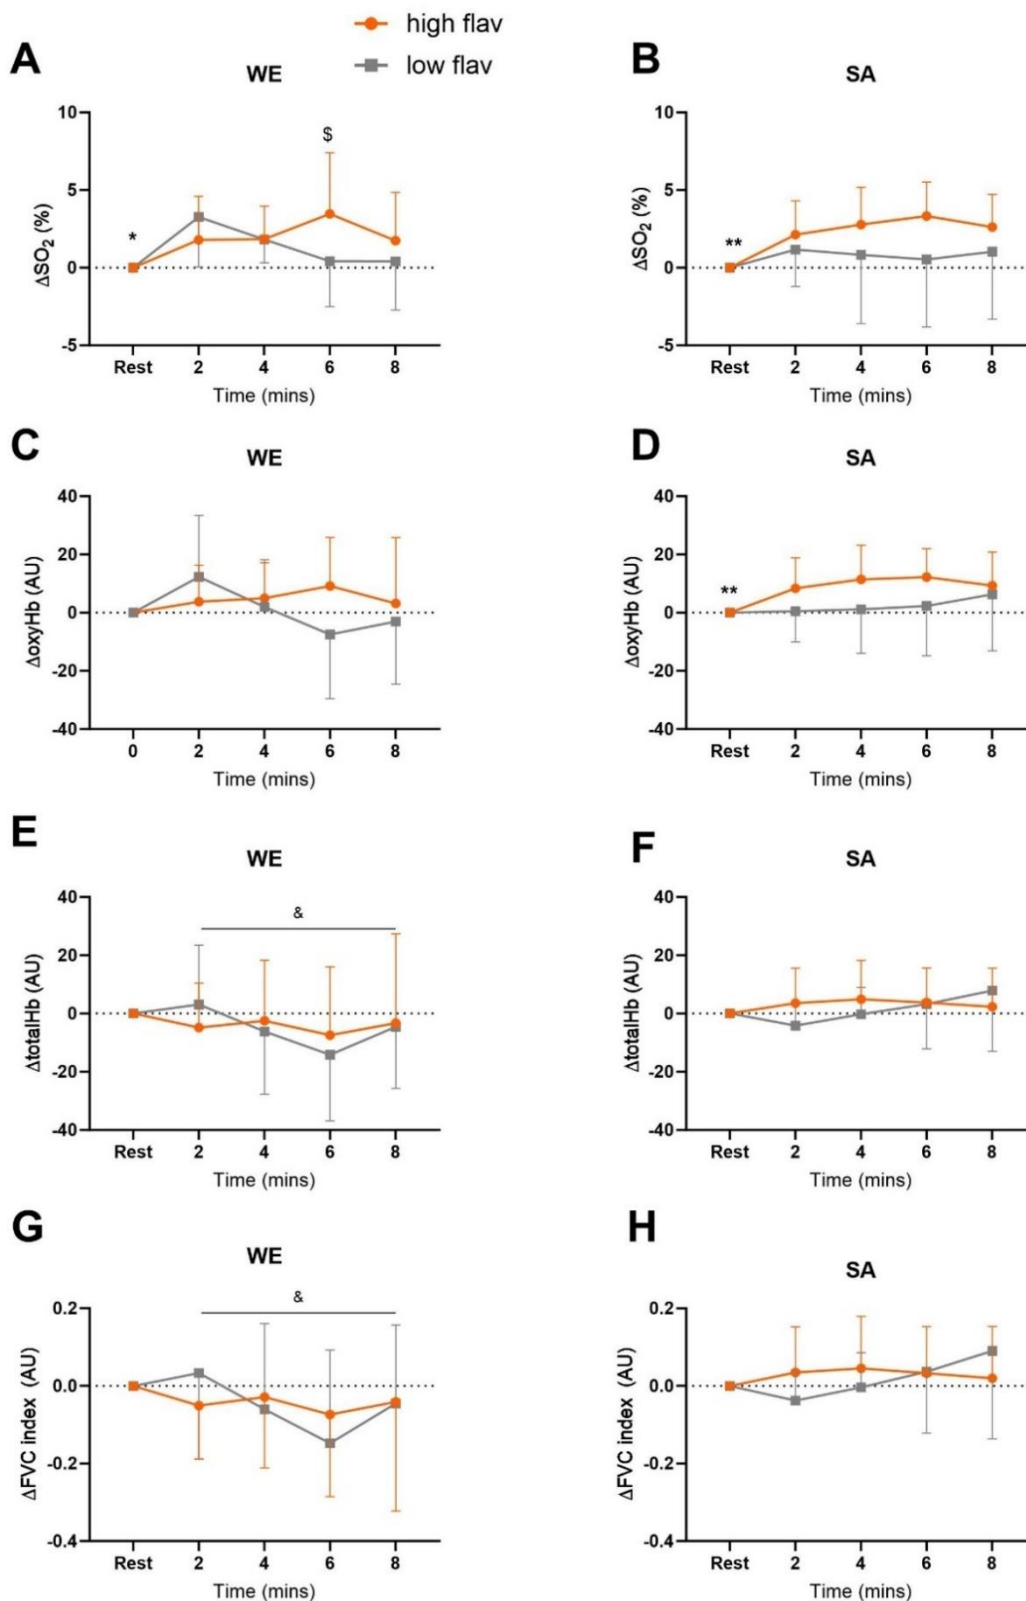 high flav
low flav
A
WE
B
SA
$
*
**
10
5
0
-5
ΔSO₂ (%)
Rest 2 4 6 8
Time (mins)
10
5
0
-5
ΔSO₂ (%)
Rest 2 4 6 8
Time (mins)
C
WE
D
SA
**
40
20
0
-20
-40
ΔoxyHb (AU)
0 2 4 6 8
Time (mins)
40
20
0
-20
-40
ΔoxyHb (AU)
Rest 2 4 6 8
Time (mins)
E
WE
F
SA
&
40
20
0
-20
-40
ΔtotalHb (AU)
Rest 2 4 6 8
Time (mins)
40
20
0
-20
-40
ΔtotalHb (AU)
Rest 2 4 6 8
Time (mins)
G
WE
H
SA
&
0.2
0.0
-0.2
-0.4
ΔFVC index (AU)
Rest 2 4 6 8
Time (mins)
0.2
0.0
-0.2
-0.4
ΔFVC index (AU)
Rest 2 4 6 8
Time (mins)